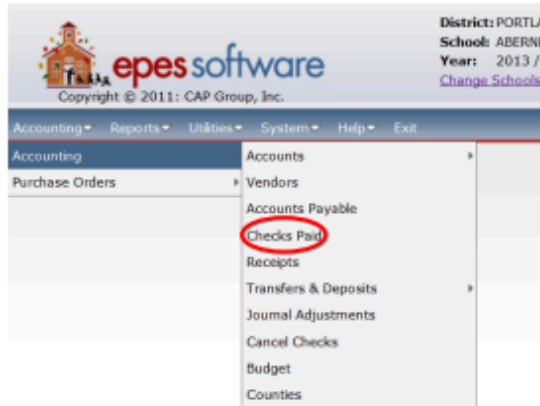 District: PORTLA
School: ABERN
Year: 2013 /
Change Schools
epes software
Copyright © 2011: CAP Group, Inc.
Accounting Reports Utilities System Help Exit
Accounting
Purchase Orders
Accounts
Vendors
Accounts Payable
Checks Paid
Receipts
Transfers & Deposits
Journal Adjustments
Cancel Checks
Budget
Counties